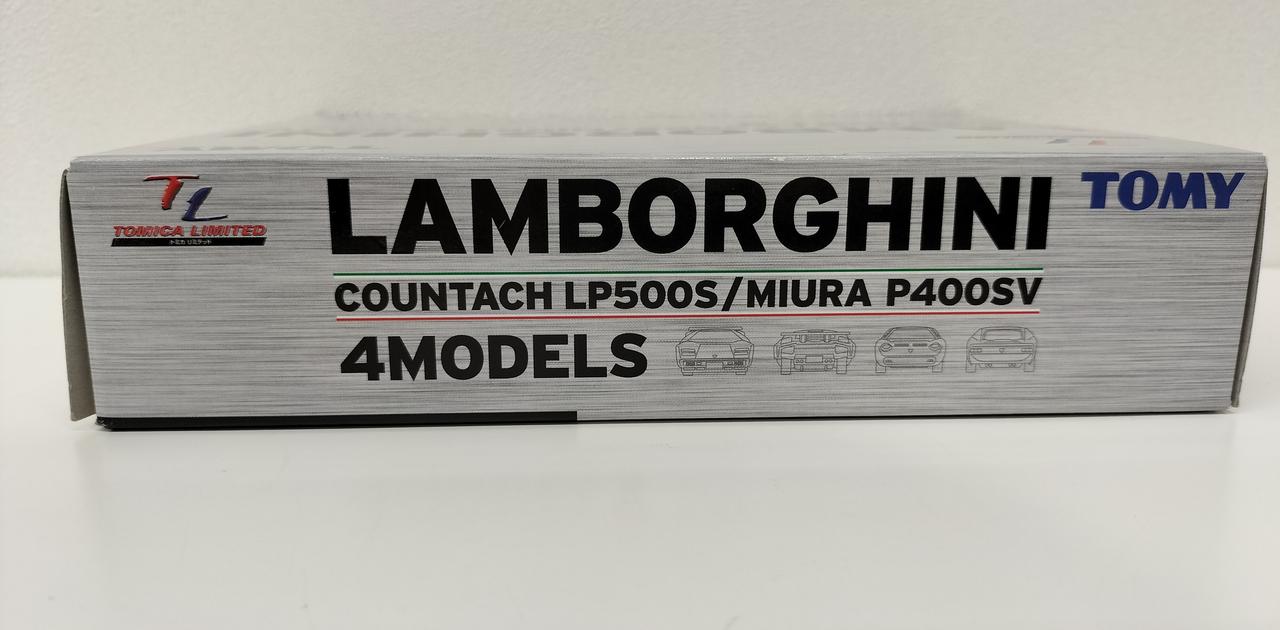 TL
TOMICA LIMITED
トミカ リミテッド
LAMBORGHINI
TOMY
COUNTACH LP500S/MIURA P400SV
4MODELS